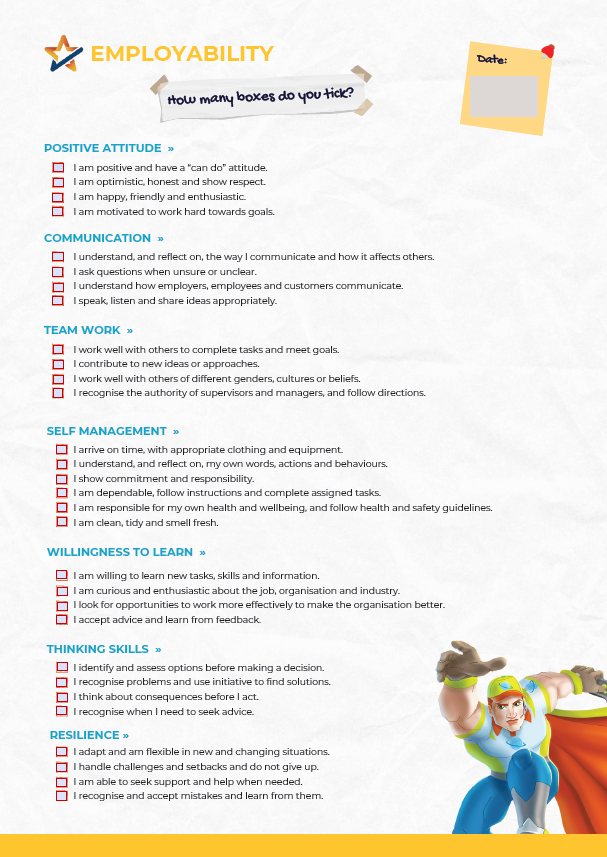 EMPLOYABILITY
Date:
How many boxes do you tick?
POSITIVE ATTITUDE »
I am positive and have a “can do” attitude.
I am optimistic, honest and show respect.
I am happy, friendly and enthusiastic.
I am motivated to work hard towards goals.
COMMUNICATION »
I understand, and reflect on, the way I communicate and how it affects others.
I ask questions when unsure or unclear.
I understand how employers, employees and customers communicate.
I speak, listen and share ideas appropriately.
TEAM WORK »
I work well with others to complete tasks and meet goals.
I contribute to new ideas or approaches.
I work well with others of different genders, cultures or beliefs.
I recognise the authority of supervisors and managers, and follow directions.
SELF MANAGEMENT »
I arrive on time, with appropriate clothing and equipment.
I understand, and reflect on, my own words, actions and behaviours.
I show commitment and responsibility.
I am dependable, follow instructions and complete assigned tasks.
I am responsible for my own health and wellbeing, and follow health and safety guidelines.
I am clean, tidy and smell fresh.
WILLINGNESS TO LEARN »
I am willing to learn new tasks, skills and information.
I am curious and enthusiastic about the job, organisation and industry.
I look for opportunities to work more effectively to make the organisation better.
I accept advice and learn from feedback.
THINKING SKILLS »
I identify and assess options before making a decision.
I recognise problems and use initiative to find solutions.
I think about consequences before I act.
I recognise when I need to seek advice.
RESILIENCE »
I adapt and am flexible in new and changing situations.
I handle challenges and setbacks and do not give up.
I am able to seek support and help when needed.
I recognise and accept mistakes and learn from them.